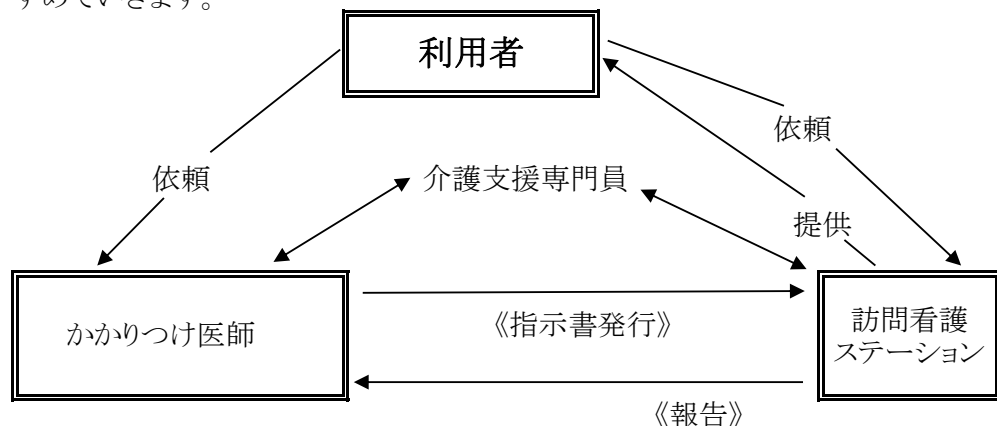 すめていきます。
利用者
依頼
依頼
介護支援専門員
提供
かかりつけ医師
《指示書発行》
訪問看護
ステーション
《報告》